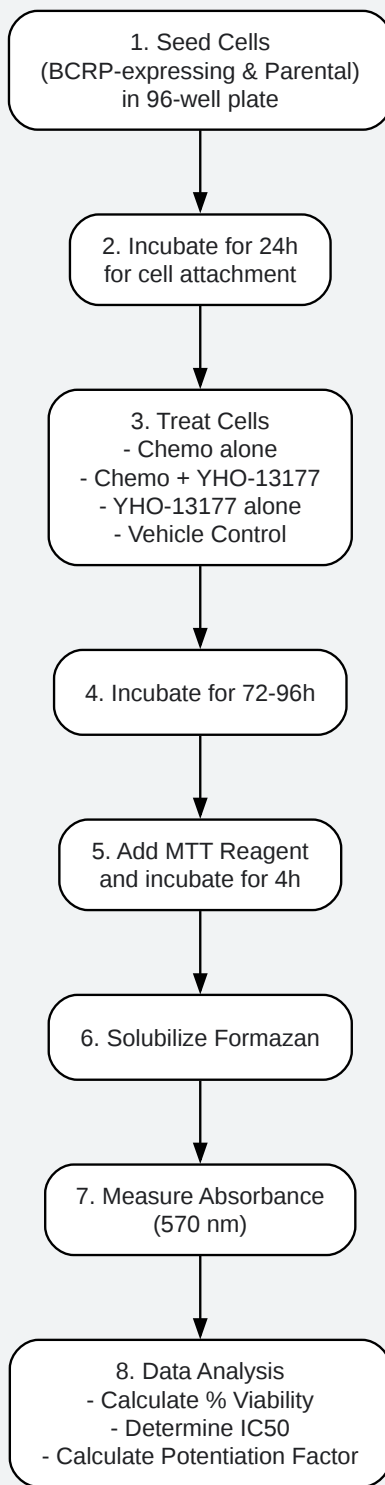 1. Seed Cells
(BCRP-expressing & Parental)
in 96-well plate
2. Incubate for 24h
for cell attachment
3. Treat Cells
- Chemo alone
- Chemo + YHO-13177
- YHO-13177 alone
- Vehicle Control
4. Incubate for 72-96h
5. Add MTT Reagent
and incubate for 4h
6. Solubilize Formazan
7. Measure Absorbance
(570 nm)
8. Data Analysis
- Calculate % Viability
- Determine IC50
- Calculate Potentiation Factor